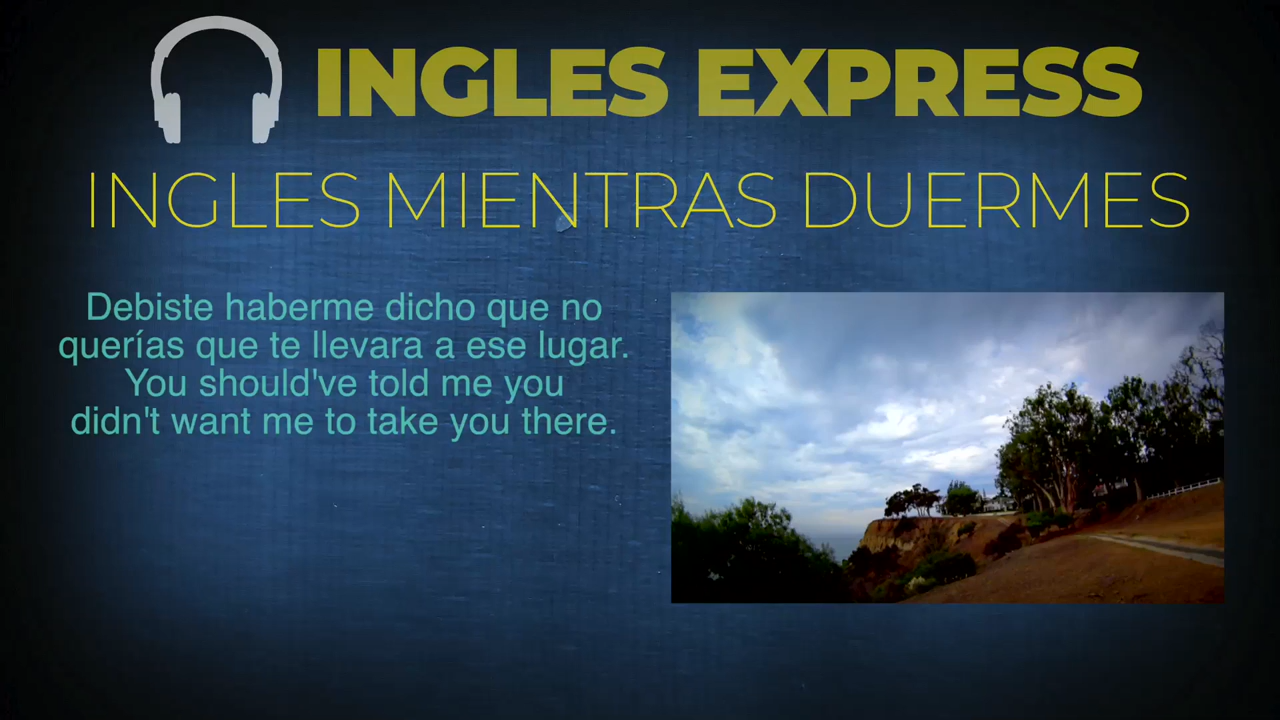 INGLES EXPRESS
INGLES MIENTRAS DUERMES
Debiste haberme dicho que no
querías que te llevara a ese lugar.
You should've told me you
didn't want me to take you there.